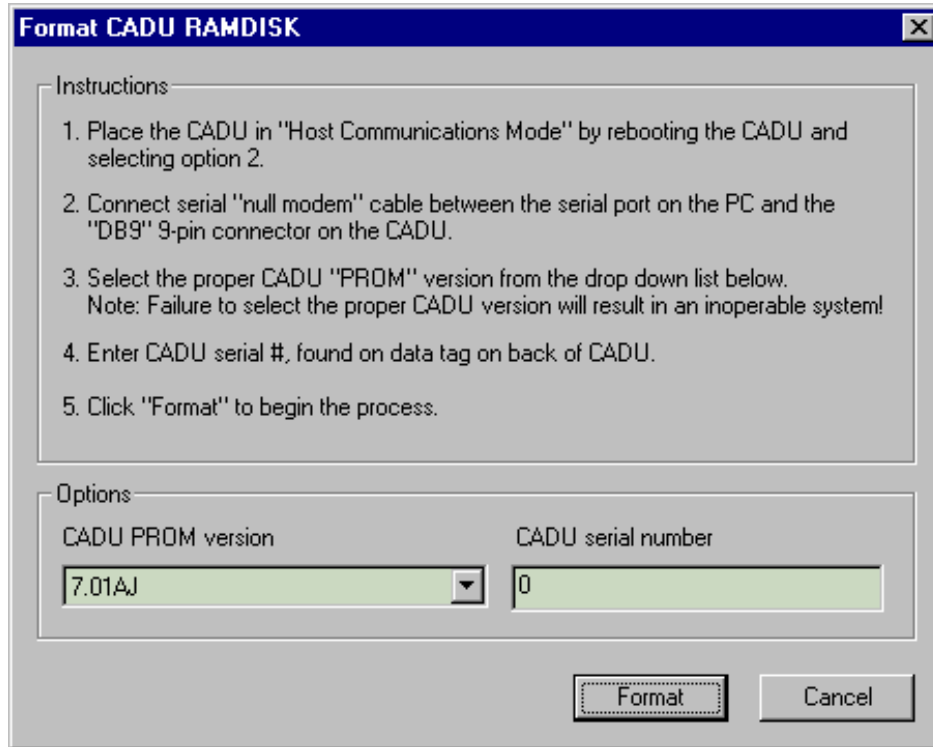 Format CADU RAMDISK
Instructions
1. Place the CADU in "Host Communications Mode" by rebooting the CADU and
selecting option 2.
2. Connect serial "null modem" cable between the serial port on the PC and the
"DB9" 9-pin connector on the CADU.
3. Select the proper CADU "PROM" version from the drop down list below.
Note: Failure to select the proper CADU version will result in an inoperable system!
4. Enter CADU serial #, found on data tag on back of CADU.
5. Click "Format" to begin the process.
Options
CADU PROM version CADU serial number
7.01AJ 0
Format Cancel